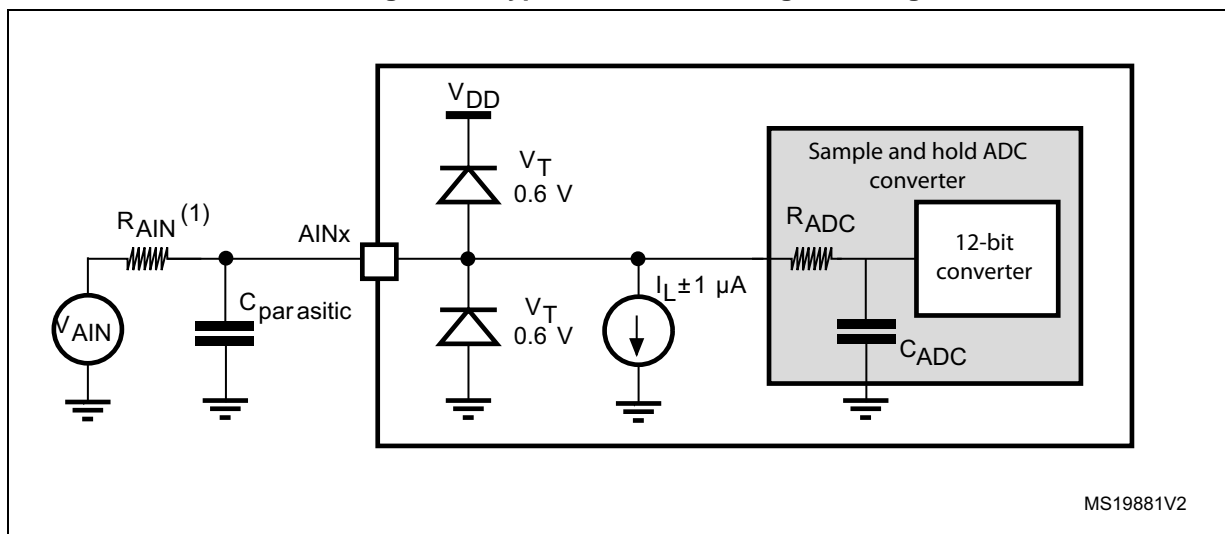 V_DD
V_T
0.6 V
Sample and hold ADC
converter
R_AIN (1)
AINx
R_ADC
12-bit
converter
C_parasitic
V_AIN
V_T
0.6 V
I_L±1 µA
C_ADC
MS19881V2